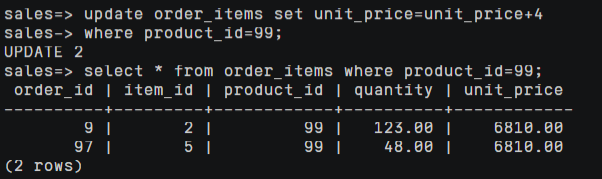 sales=> update order_items set unit_price=unit_price+4
sales-> where product_id=99;
UPDATE 2
sales=> select * from order_items where product_id=99;
 order_id | item_id | product_id | quantity | unit_price
----------+---------+------------+----------+------------
        9 |       2 |         99 |   123.00 |    6810.00
       97 |       5 |         99 |    48.00 |    6810.00
(2 rows)